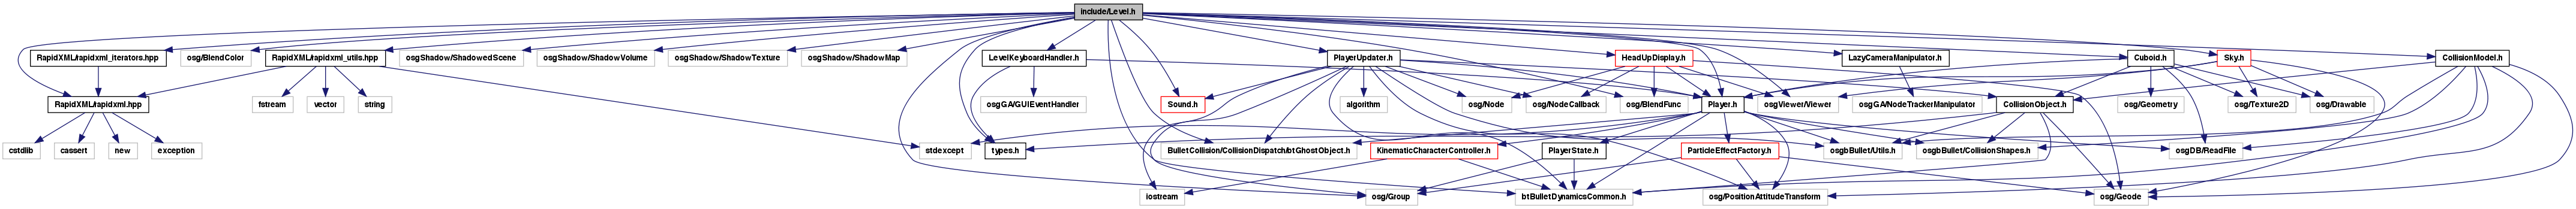 include/Level.h
RapidXML/rapidxml_iterators.hpp
osg/BlendColor
RapidXML/rapidxml_utils.hpp
osgShadow/ShadowedScene
osgShadow/ShadowVolume
osgShadow/ShadowTexture
osgShadow/ShadowMap
LevelKeyboardHandler.h
PlayerUpdater.h
HeadUpDisplay.h
LazyCameraManipulator.h
Cuboid.h
Sky.h
CollisionModel.h
RapidXML/rapidxml.hpp
fstream
vector
string
osgGA/GUIEventHandler
Sound.h
algorithm
osg/Node
osg/NodeCallback
osg/BlendFunc
Player.h
osgViewer/Viewer
osgGA/NodeTrackerManipulator
CollisionObject.h
osg/Geometry
osg/Texture2D
osg/Drawable
cstdlib
cassert
new
exception
stdexcept
types.h
BulletCollision/CollisionDispatch/btGhostObject.h
KinematicCharacterController.h
PlayerState.h
ParticleEffectFactory.h
osgbBullet/Utils.h
osgbBullet/CollisionShapes.h
osgDB/ReadFile
iostream
osg/Group
btBulletDynamicsCommon.h
osg/PositionAttitudeTransform
osg/Geode